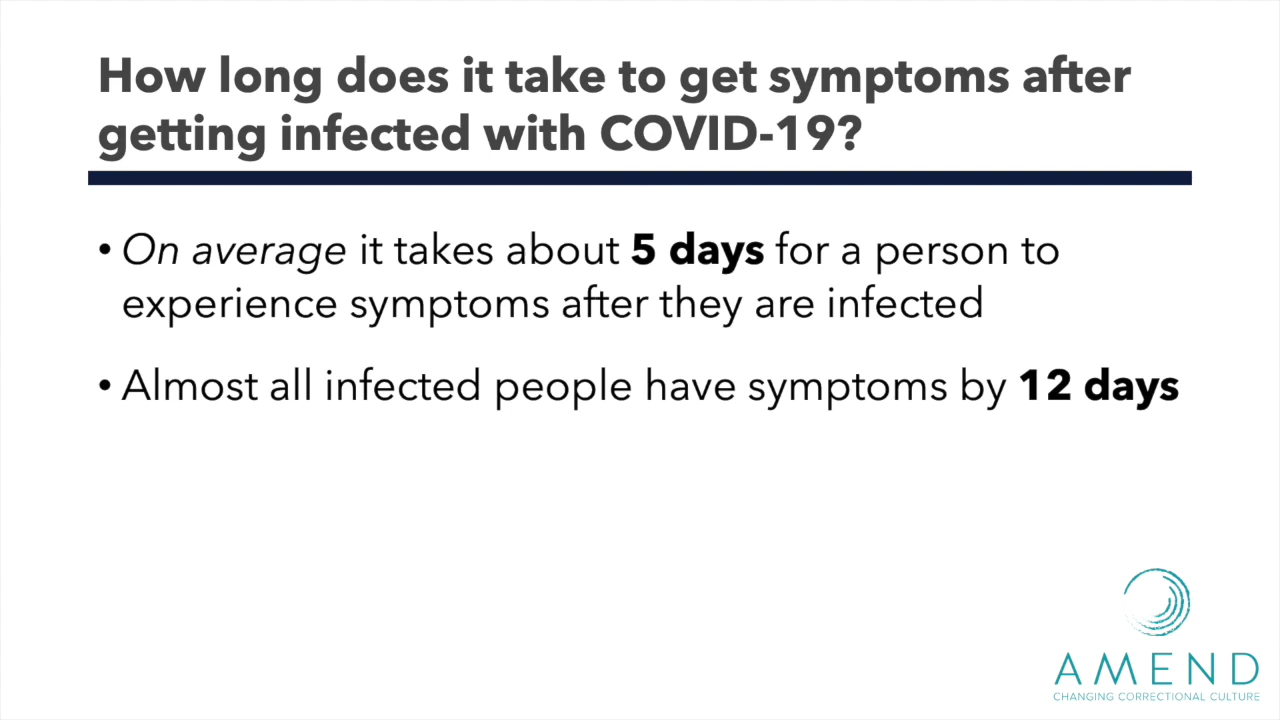 How long does it take to get symptoms after
getting infected with COVID-19?
• On average it takes about 5 days for a person to
experience symptoms after they are infected
• Almost all infected people have symptoms by 12 days
AMEND
CHANGING CORRECTIONAL CULTURE